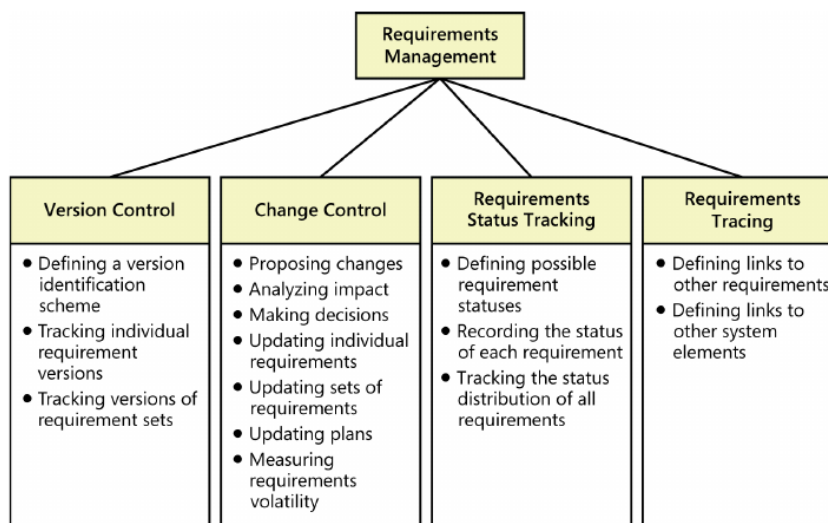 Requirements
Management
Version Control
• Defining a version
identification
scheme
• Tracking individual
requirement
versions
• Tracking versions of
requirement sets
Change Control
• Proposing changes
• Analyzing impact
• Making decisions
• Updating individual
requirements
• Updating sets of
requirements
• Updating plans
• Measuring
requirements
volatility
Requirements
Status Tracking
• Defining possible
requirement
statuses
• Recording the status
of each requirement
• Tracking the status
distribution of all
requirements
Requirements
Tracing
• Defining links to
other requirements
• Defining links to
other system
elements